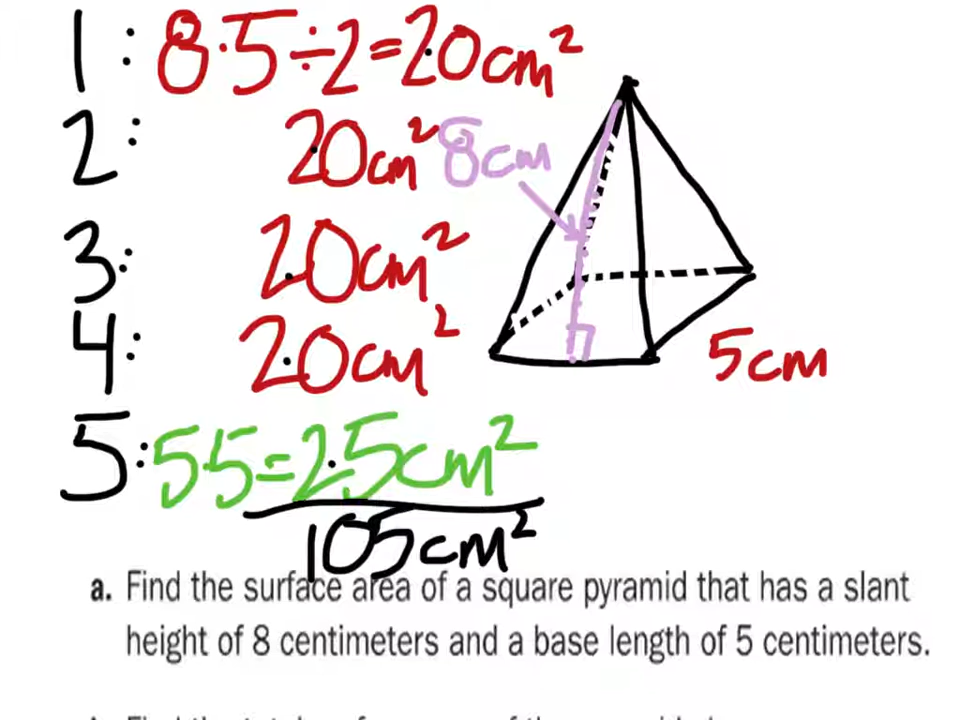 1: 8·5÷2=20cm²
2: 20cm² 8cm
3: 20cm²
4: 20cm²
5cm
5: 5·5=25cm²
105cm²
a. Find the surface area of a square pyramid that has a slant
height of 8 centimeters and a base length of 5 centimeters.